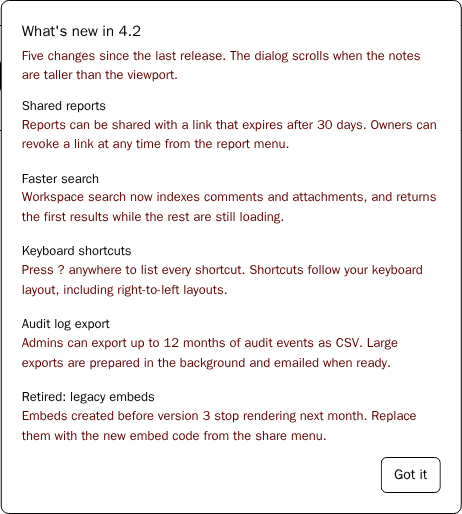 What's new in 4.2
Five changes since the last release. The dialog scrolls when the notes
are taller than the viewport.
Shared reports
Reports can be shared with a link that expires after 30 days. Owners can
revoke a link at any time from the report menu.
Faster search
Workspace search now indexes comments and attachments, and returns
the first results while the rest are still loading.
Keyboard shortcuts
Press ? anywhere to list every shortcut. Shortcuts follow your keyboard
layout, including right-to-left layouts.
Audit log export
Admins can export up to 12 months of audit events as CSV. Large
exports are prepared in the background and emailed when ready.
Retired: legacy embeds
Embeds created before version 3 stop rendering next month. Replace
them with the new embed code from the share menu.
Got it